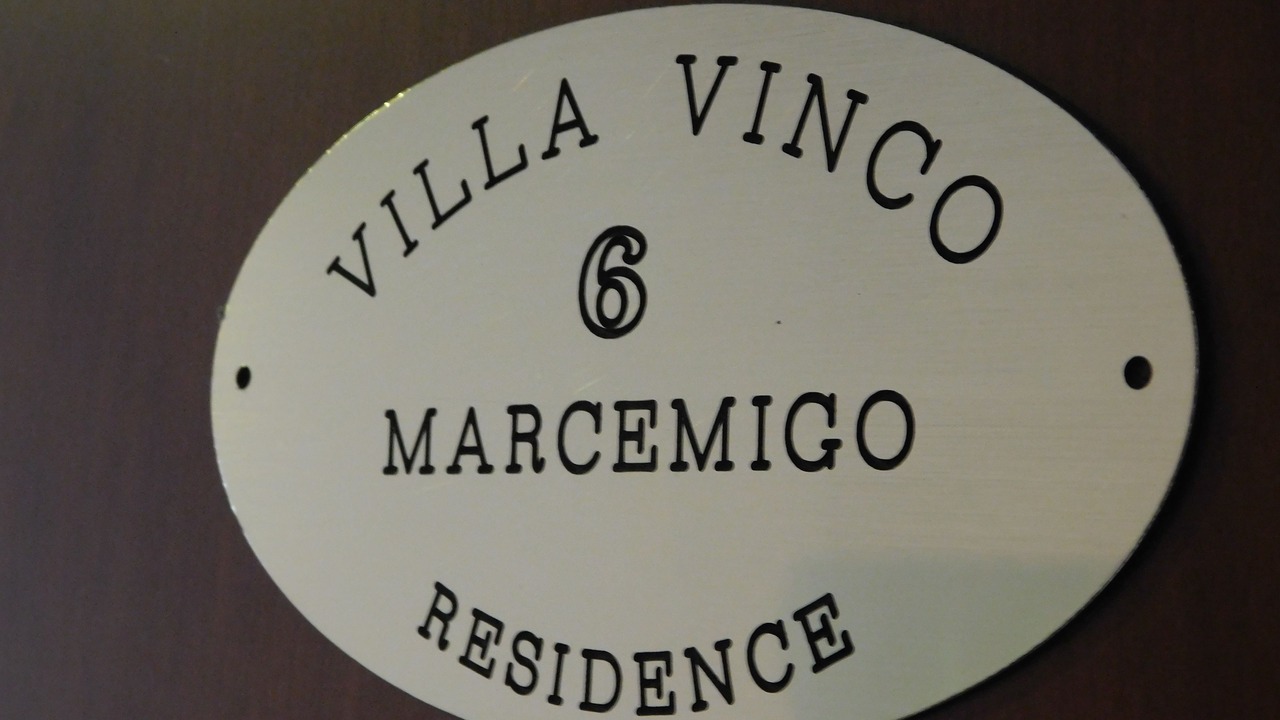 VILLA VINCO
6
MARCEMIGO
RESIDENCE